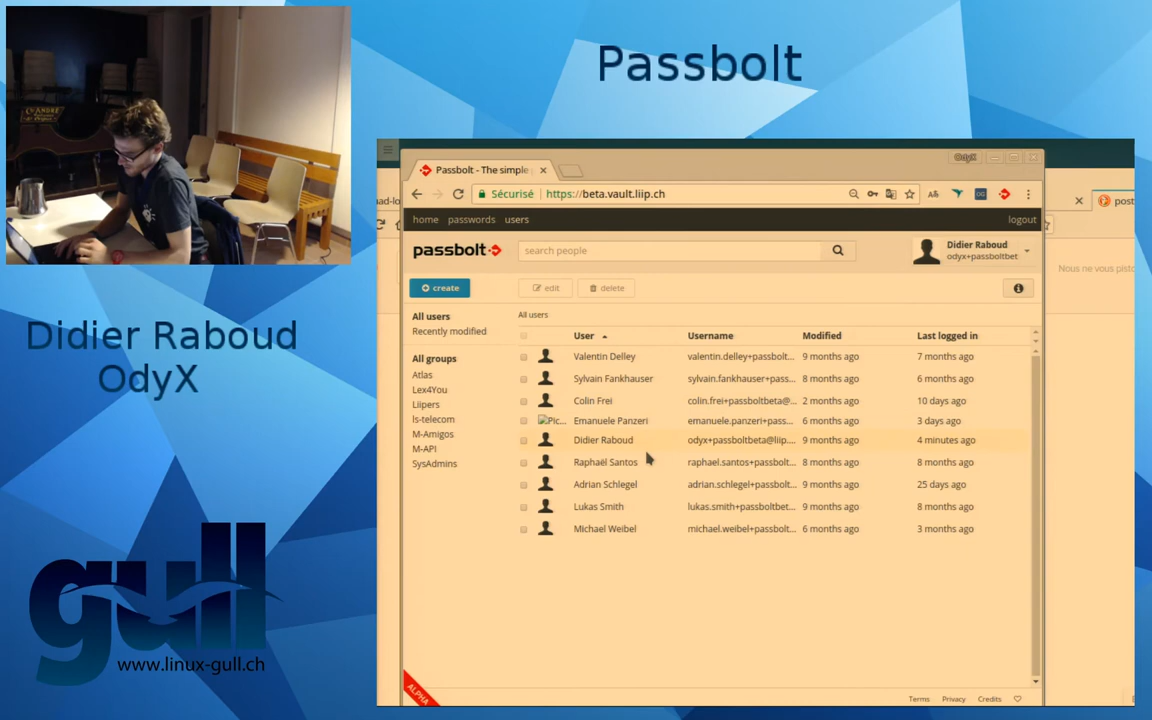 Passbolt
Didier Raboud
OdyX
gull
www.linux-gull.ch
OdyX
Passbolt - The simple
Sécurisé https://beta.vault.liip.ch
post
home passwords users logout
passbolt
search people
Didier Raboud
odyx+passboltbet
Nous ne vous pisto
create edit delete
All users
Recently modified
All groups
Atlas
Lex4You
Liipers
ls-telecom
M-Amigos
M-API
SysAdmins
All users
User Username Modified Last logged in
Valentin Delley valentin.delley+passbolt... 9 months ago 7 months ago
Sylvain Fankhauser sylvain.fankhauser+pass... 8 months ago 6 months ago
Colin Frei colin.frei+passboltbeta@... 2 months ago 10 days ago
Pic... Emanuele Panzeri emanuele.panzeri+pass... 6 months ago 3 days ago
Didier Raboud odyx+passboltbeta@liip.... 9 months ago 4 minutes ago
Raphaël Santos raphael.santos+passbolt... 8 months ago 8 months ago
Adrian Schlegel adrian.schlegel+passbolt... 9 months ago 25 days ago
Lukas Smith lukas.smith+passboltbet... 9 months ago 8 months ago
Michael Weibel michael.weibel+passbolt... 6 months ago 3 months ago
ALPHA
Terms Privacy Credits